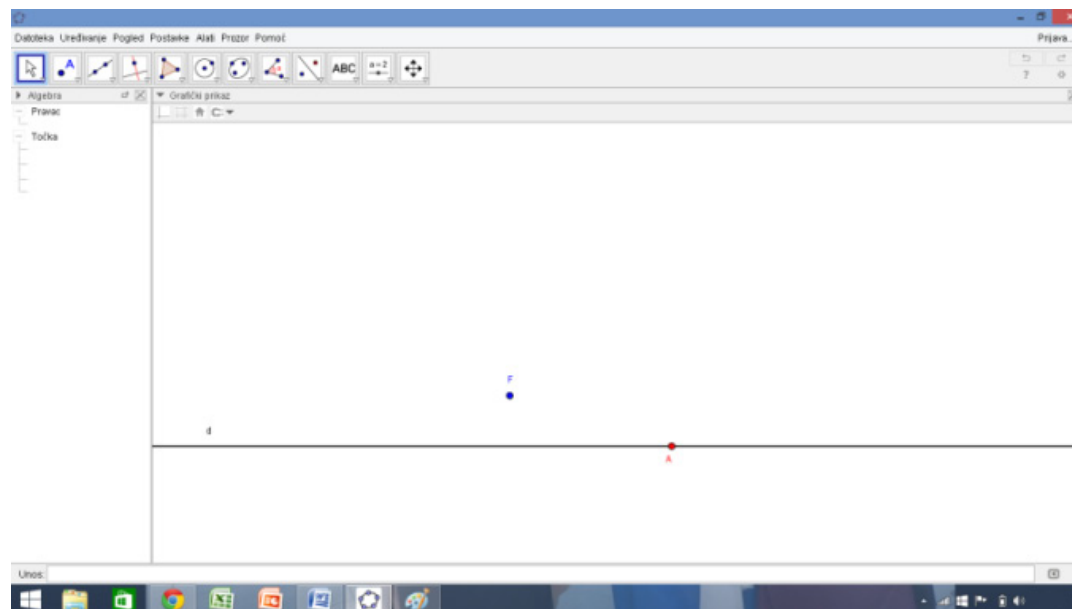 Datoteka Uređivanje Pogled Postavke Alati Prozor Pomoć
Prijava...
A
ABC
a=2
Algebra
Grafički prikaz
Pravac
Točka
F
d
A
Unos: